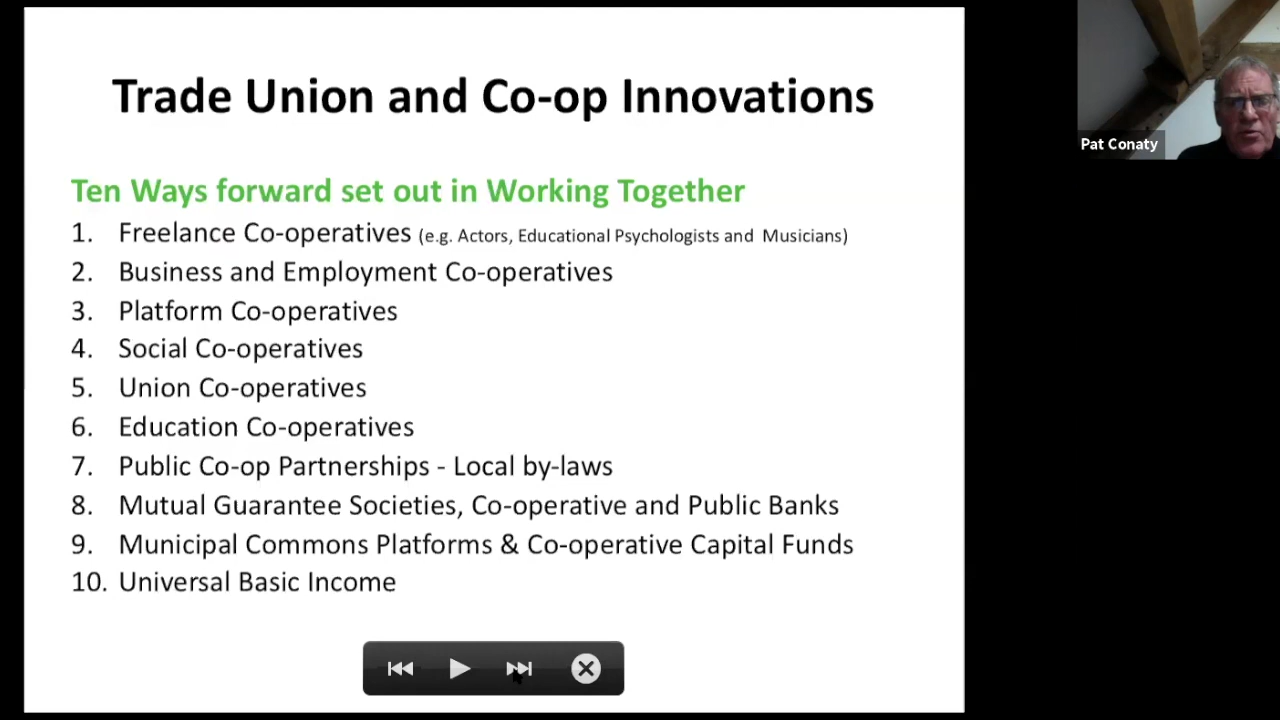 Trade Union and Co-op Innovations
Ten Ways forward set out in Working Together
1. Freelance Co-operatives (e.g. Actors, Educational Psychologists and Musicians)
2. Business and Employment Co-operatives
3. Platform Co-operatives
4. Social Co-operatives
5. Union Co-operatives
6. Education Co-operatives
7. Public Co-op Partnerships - Local by-laws
8. Mutual Guarantee Societies, Co-operative and Public Banks
9. Municipal Commons Platforms & Co-operative Capital Funds
10. Universal Basic Income
Pat Conaty